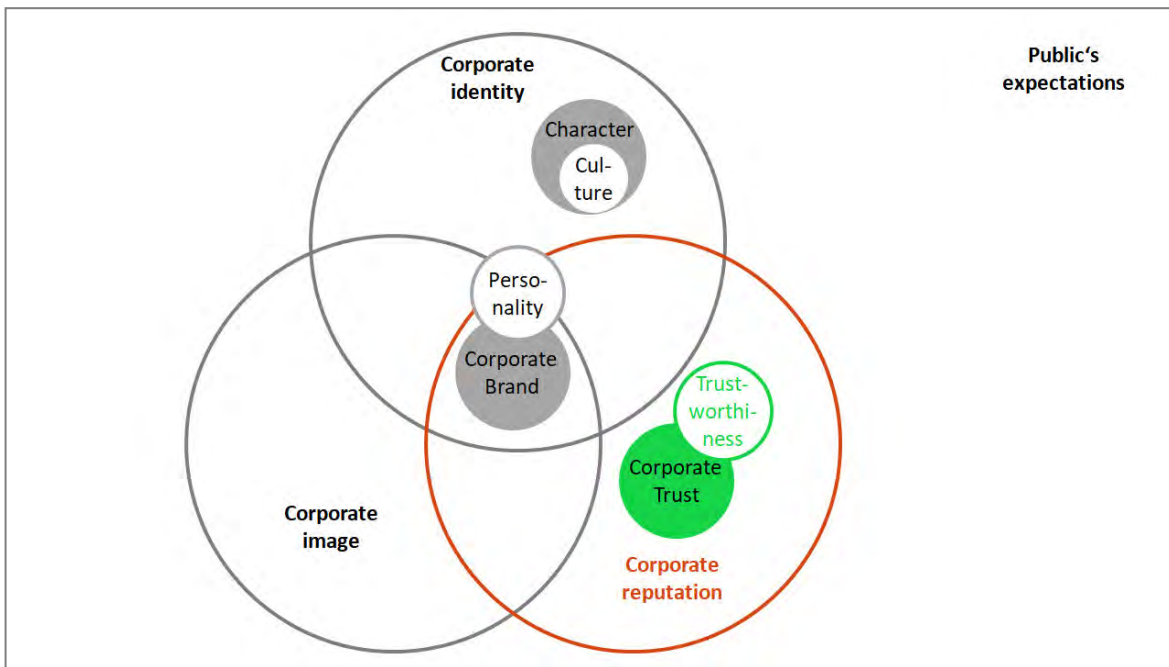 Corporate
identity
Public‘s
expectations
Character
Cul-
ture
Perso-
nality
Corporate
Brand
Trust-
worthi-
ness
Corporate
Trust
Corporate
image
Corporate
reputation